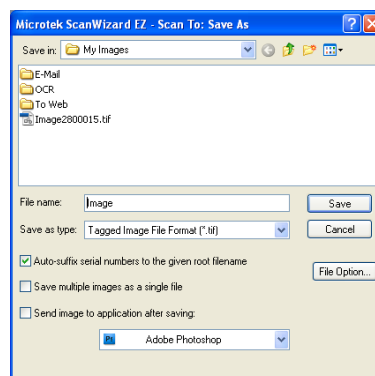 Microtek ScanWizard EZ - Scan To: Save As
Save in: My Images
E-Mail
OCR
To Web
Image2800015.tif
File name: Image Save
Save as type: Tagged Image File Format (*.tif) Cancel
Auto-suffix serial numbers to the given root filename
File Option...
Save multiple images as a single file
Send image to application after saving:
Pt Adobe Photoshop